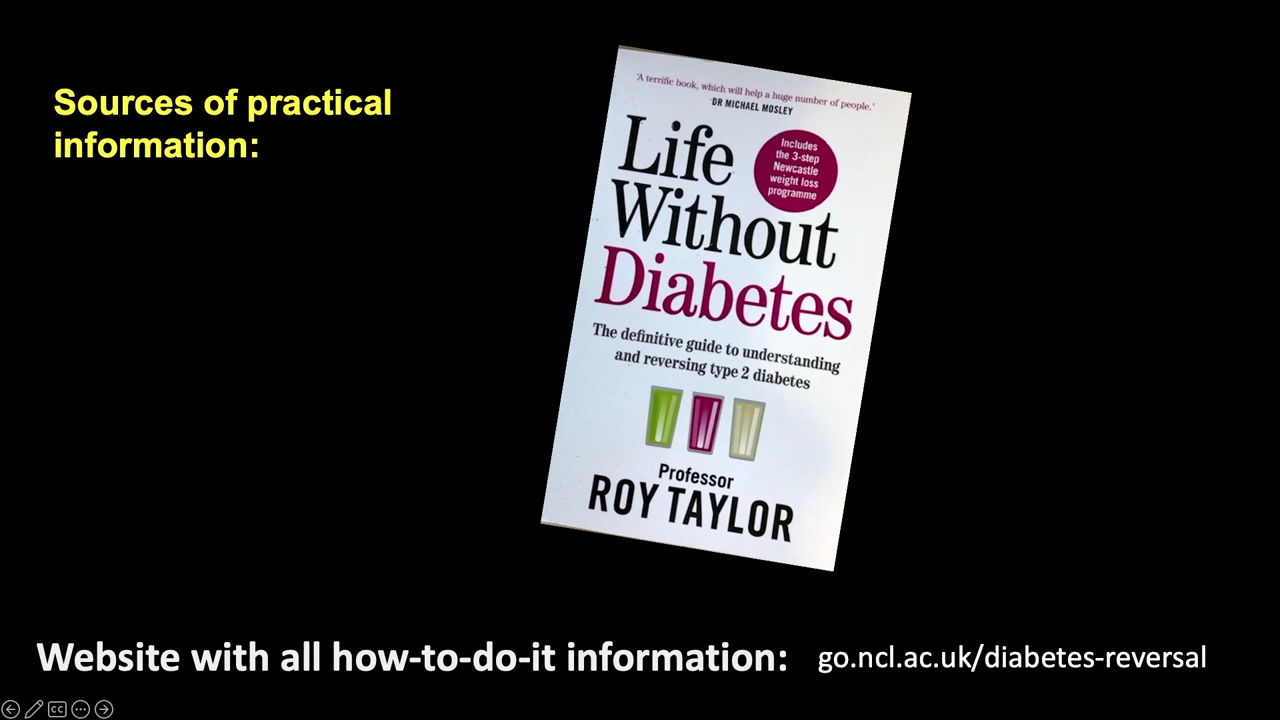 Sources of practical
information:
'A terrific book, which will help a huge number of people.'
DR MICHAEL MOSLEY
Life
Without
Diabetes
Includes
the 3-step
Newcastle
weight loss
programme
The definitive guide to understanding
and reversing type 2 diabetes
Professor
ROY TAYLOR
Website with all how-to-do-it information: go.ncl.ac.uk/diabetes-reversal
CC